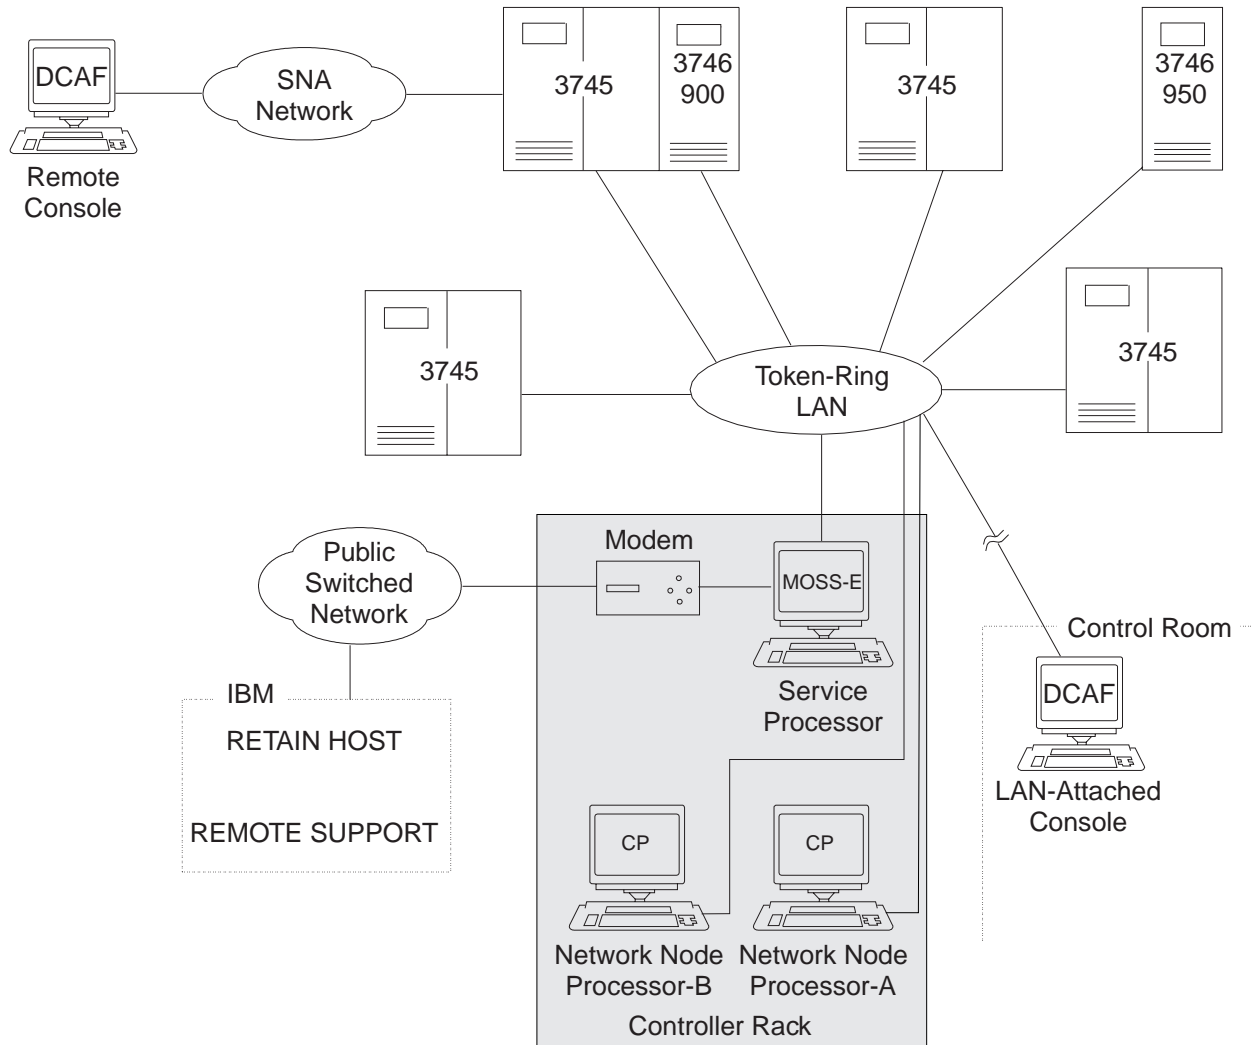 DCAF
Remote
Console
SNA
Network
3745
3746
900
3745
3746
950
3745
Token-Ring
LAN
3745
Public
Switched
Network
Modem
MOSS-E
Service
Processor
IBM
RETAIN HOST
REMOTE SUPPORT
Control Room
DCAF
LAN-Attached
Console
CP
Network Node
Processor-B
CP
Network Node
Processor-A
Controller Rack